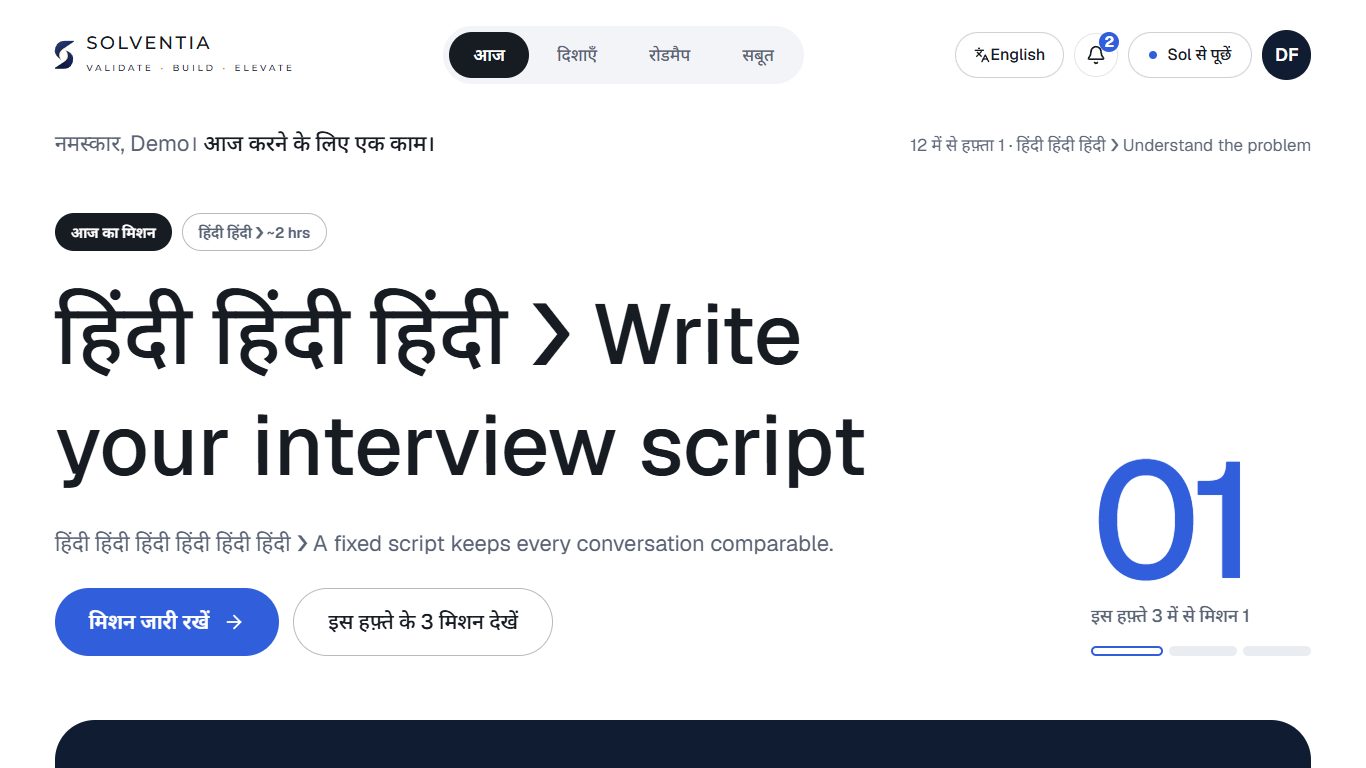 SOLVENTIA
VALIDATE · BUILD · ELEVATE
आज दिशाएँ रोडमैप सबूत
English
2
Sol से पूछें
DF
नमस्कार, Demo। आज करने के लिए एक काम।
12 में से हफ़्ता 1 · हिंदी हिंदी हिंदी ❯ Understand the problem
आज का मिशन
हिंदी हिंदी ❯ ~2 hrs
हिंदी हिंदी हिंदी ❯ Write
your interview script
हिंदी हिंदी हिंदी हिंदी हिंदी हिंदी ❯ A fixed script keeps every conversation comparable.
मिशन जारी रखें →
इस हफ़्ते के 3 मिशन देखें
01
इस हफ़्ते 3 में से मिशन 1